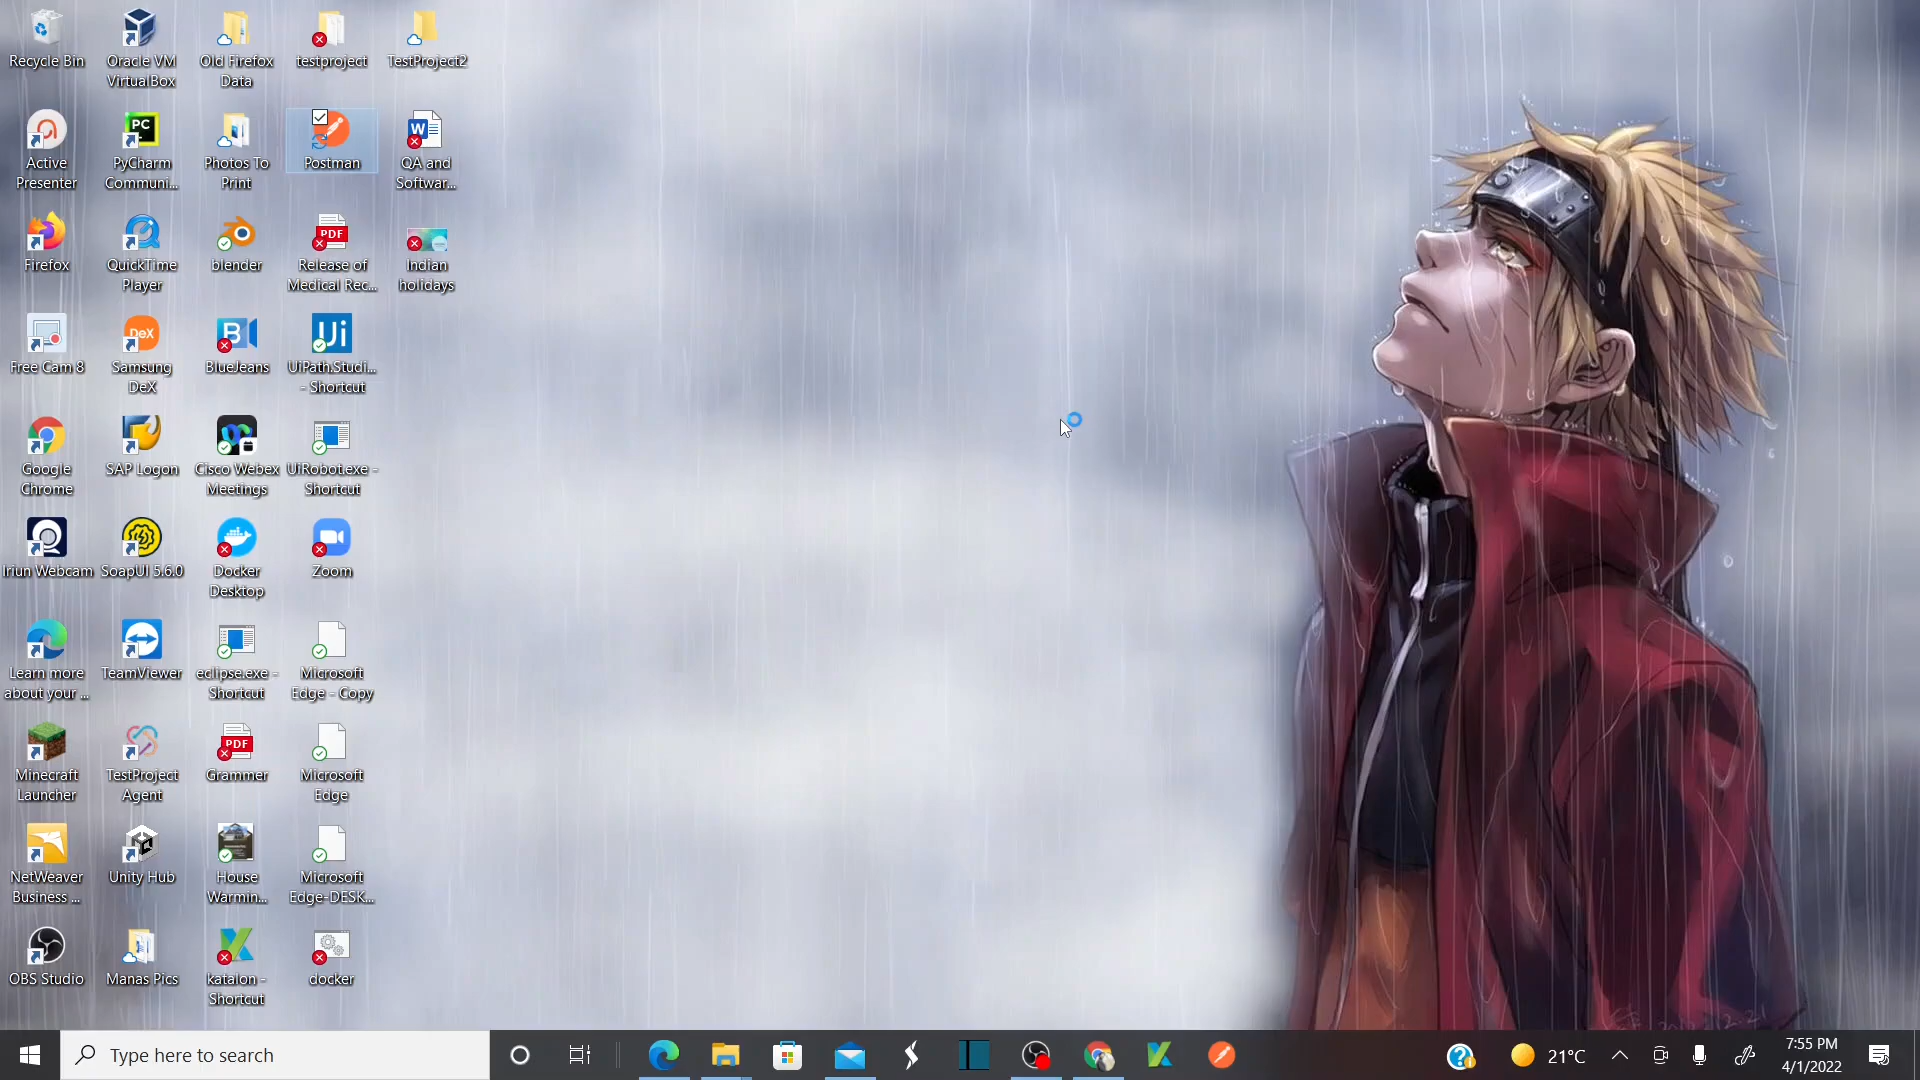 Recycle Bin
Oracle VM
VirtualBox
Old Firefox
Data
testproject
TestProject2
Active
Presenter
PC
PyCharm
Communi...
Photos To
Print
Postman
W
QA and
Softwar...
Firefox
QuickTime
Player
blender
PDF
Release of
Medical Rec...
Indian
holidays
Free Cam 8
DeX
Samsung
DeX
B
BlueJeans
Ui
UiPath.Studi...
- Shortcut
Google
Chrome
SAP Logon
Cisco Webex
Meetings
UiRobot.exe -
Shortcut
Iriun Webcam
SoapUI 5.6.0
Docker
Desktop
Zoom
Learn more
about your ...
TeamViewer
eclipse.exe -
Shortcut
Microsoft
Edge - Copy
Minecraft
Launcher
TestProject
Agent
PDF
Grammer
Microsoft
Edge
NetWeaver
Business ...
Unity Hub
House
Warmin...
Microsoft
Edge-DESK...
OBS Studio
Manas Pics
katalon -
Shortcut
docker
Type here to search
21°C
7:55 PM
4/1/2022